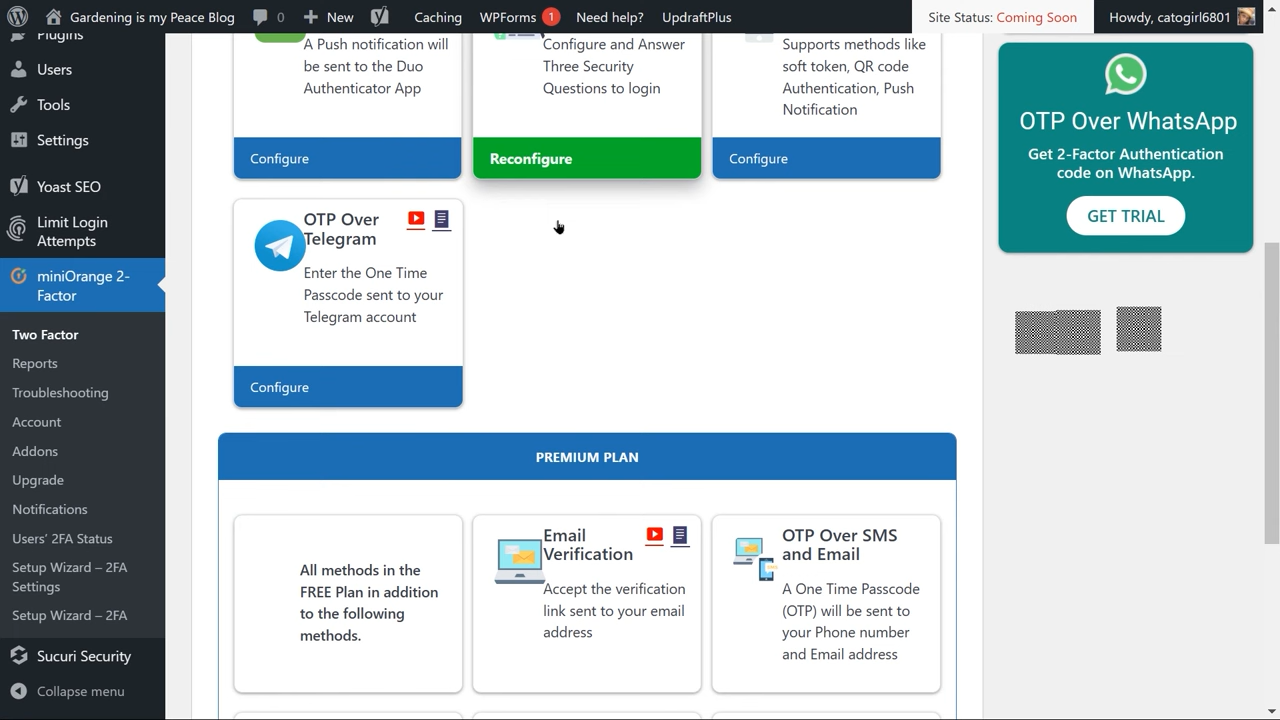 Gardening is my Peace Blog
0
New
Caching
WPForms
1
Need help?
UpdraftPlus
Site Status: Coming Soon
Howdy, catogirl6801
Plugins
Users
Tools
Settings
Yoast SEO
Limit Login
Attempts
miniOrange 2-
Factor
Two Factor
Reports
Troubleshooting
Account
Addons
Upgrade
Notifications
Users' 2FA Status
Setup Wizard – 2FA
Settings
Setup Wizard – 2FA
Sucuri Security
Collapse menu
A Push notification will
be sent to the Duo
Authenticator App
Configure
Configure and Answer
Three Security
Questions to login
Reconfigure
Supports methods like
soft token, QR code
Authentication, Push
Notification
Configure
OTP Over
Telegram
Enter the One Time
Passcode sent to your
Telegram account
Configure
PREMIUM PLAN
All methods in the
FREE Plan in addition
to the following
methods.
Email
Verification
Accept the verification
link sent to your email
address
OTP Over SMS
and Email
A One Time Passcode
(OTP) will be sent to
your Phone number
and Email address
OTP Over WhatsApp
Get 2-Factor Authentication
code on WhatsApp.
GET TRIAL